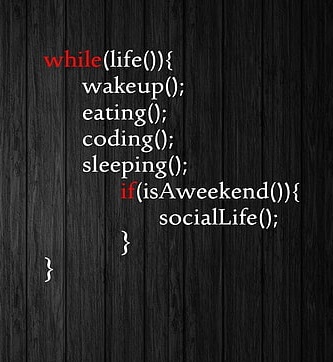 while(life()){
wakeup();
eating();
coding();
sleeping();
if(isAweekend()){
socialLife();
}
}